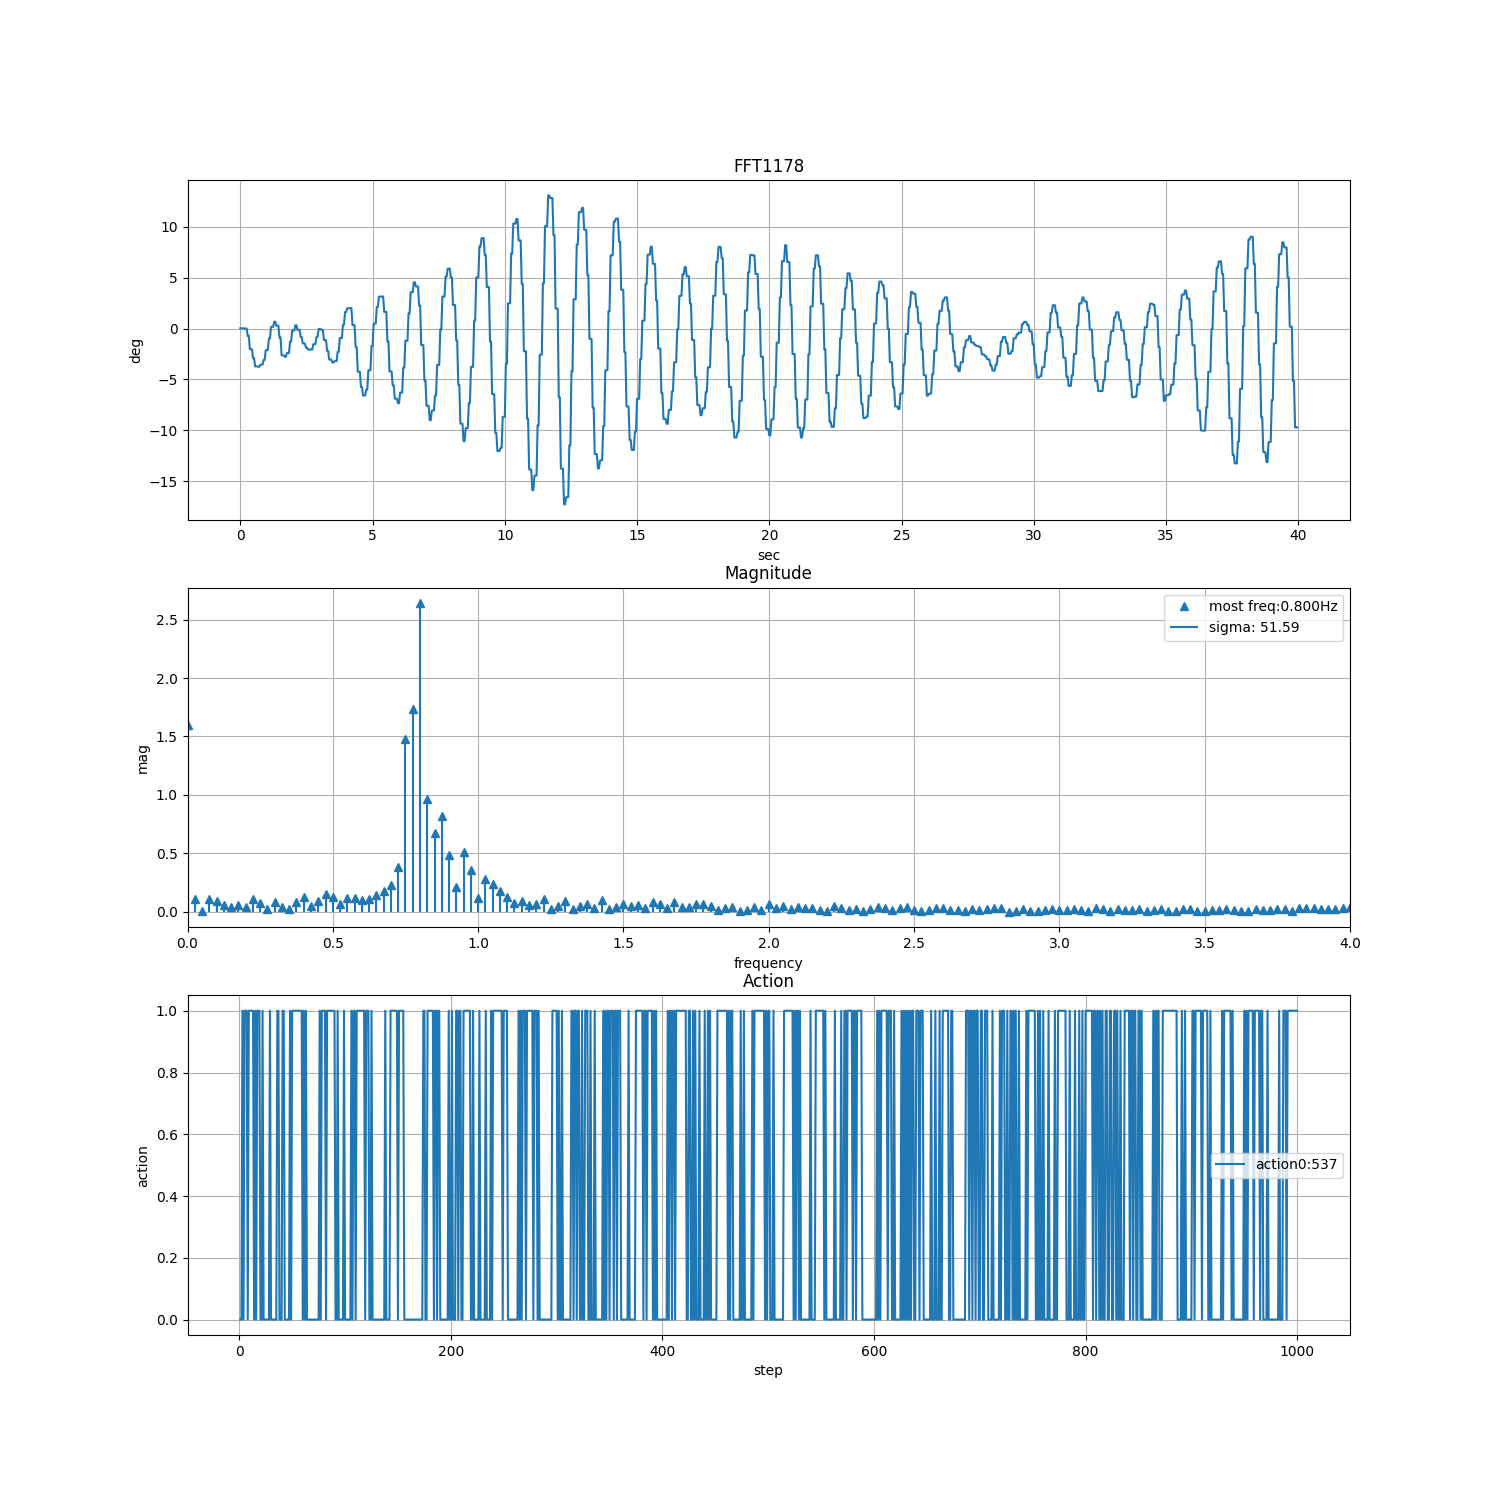 FFT1178
10
5
0
−5
−10
−15
deg
0 5 10 15 20 25 30 35 40
sec
Magnitude
most freq:0.800Hz
sigma: 51.59
2.5
2.0
1.5
1.0
0.5
0.0
mag
0.0 0.5 1.0 1.5 2.0 2.5 3.0 3.5 4.0
frequency
Action
1.0
0.8
0.6
0.4
0.2
0.0
action
action0:537
0 200 400 600 800 1000
step